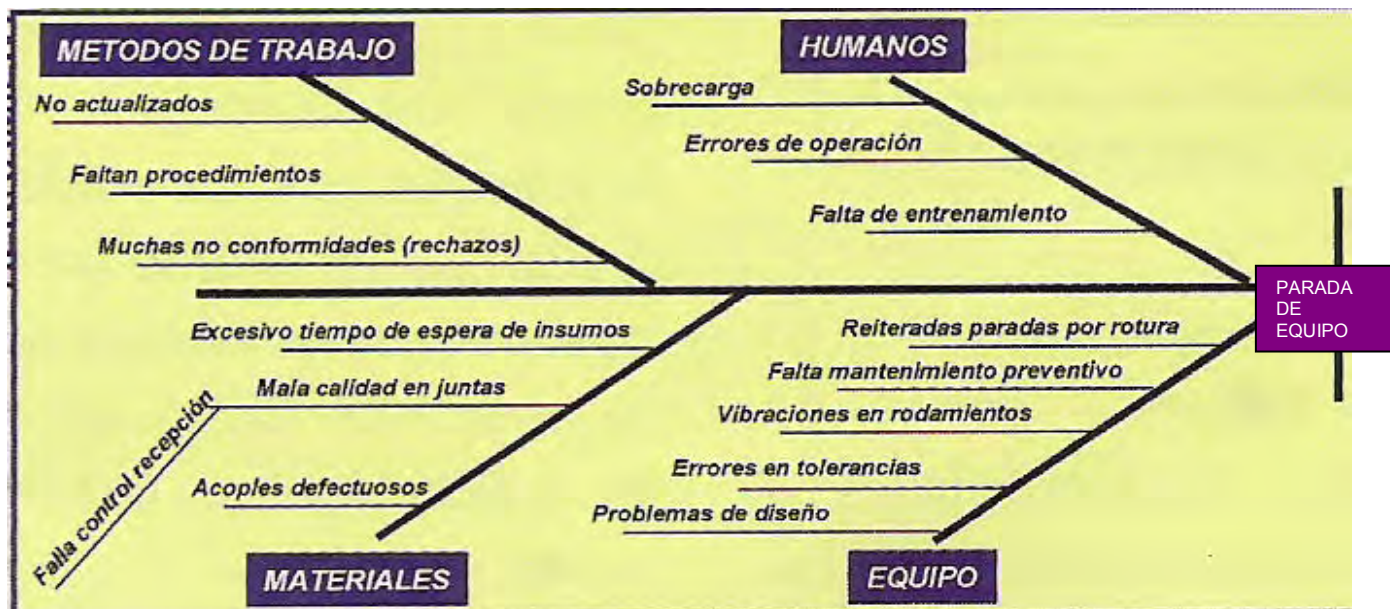 METODOS DE TRABAJO
No actualizados
Faltan procedimientos
Muchas no conformidades (rechazos)
HUMANOS
Sobrecarga
Errores de operación
Falta de entrenamiento
PARADA
DE
EQUIPO
Excesivo tiempo de espera de insumos
Mala calidad en juntas
Falla control recepción
Acoples defectuosos
MATERIALES
Reiteradas paradas por rotura
Falta mantenimiento preventivo
Vibraciones en rodamientos
Errores en tolerancias
Problemas de diseño
EQUIPO